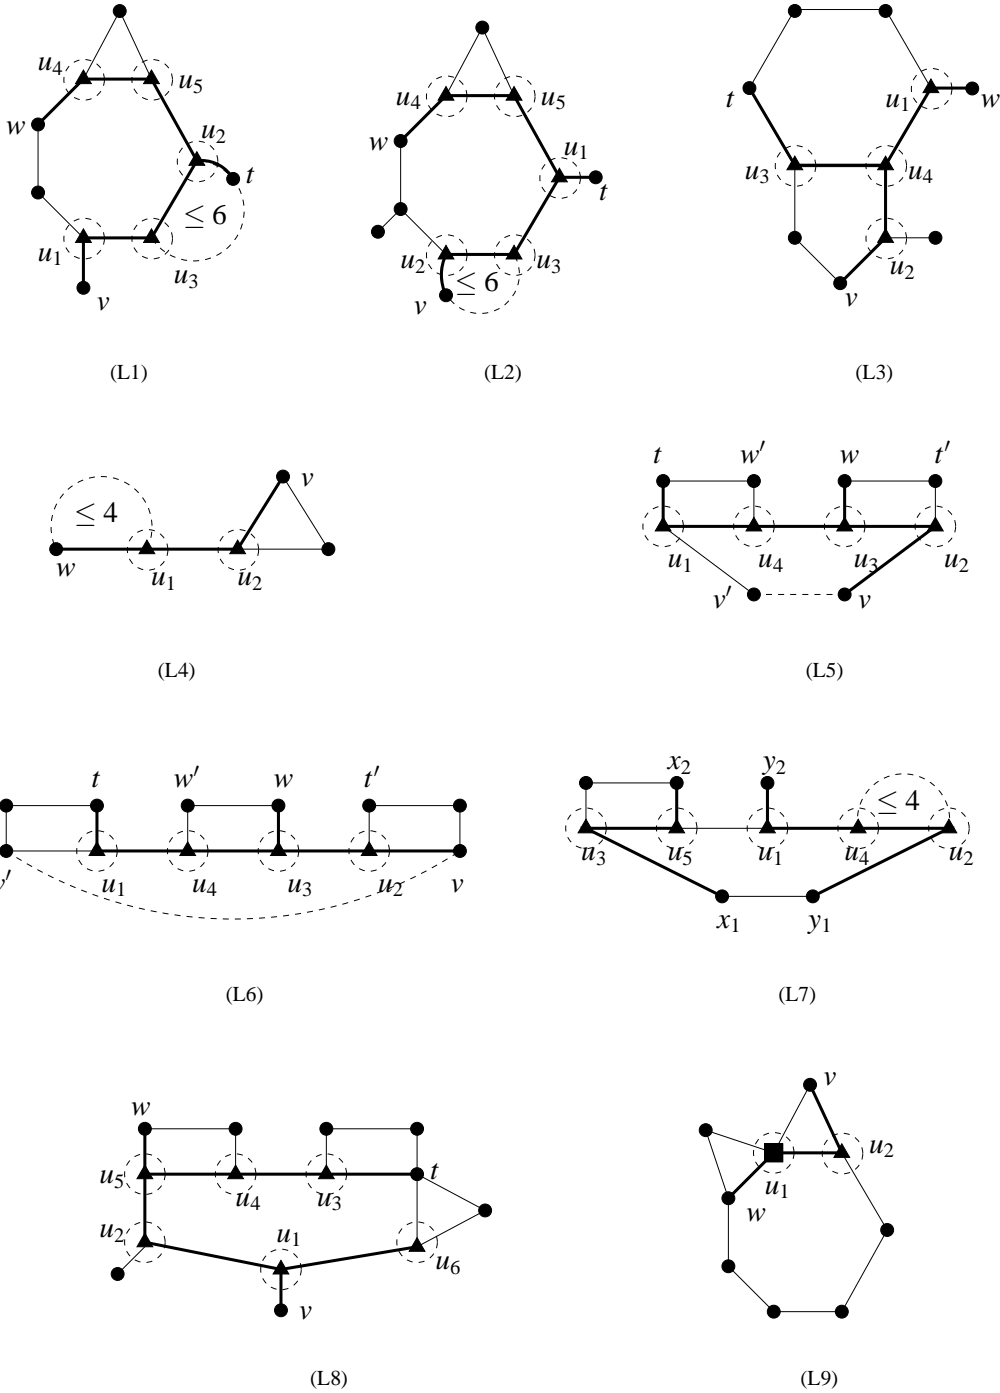 u4 u5 u2 w t ≤ 6 u1 u3 v
(L1)
u4 u5 w u1 t u2 u3 ≤ 6 v
(L2)
t u1 w u3 u4 u2 v
(L3)
≤ 4 v w u1 u2
(L4)
t w′ w t′
u1 u4 u3 u2
v′ v
(L5)
t w′ w t′
v′ u1 u4 u3 u2 v
(L6)
x2 y2 ≤ 4
u3 u5 u1 u4 u2
x1 y1
(L7)
w
u5 u4 u3 t
u2 u1 u6
v
(L8)
v
u2
u1
w
(L9)